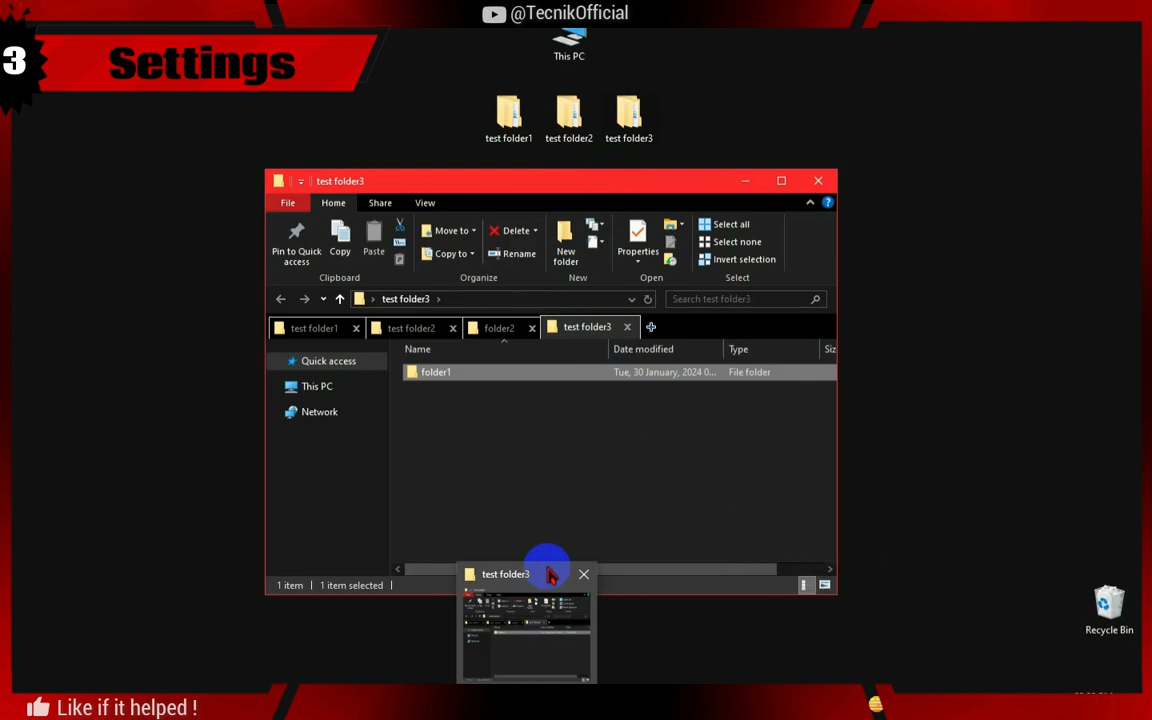 @TecnikOfficial
3
Settings
This PC
test folder1
test folder2
test folder3
test folder3
File
Home
Share
View
Pin to Quick access
Copy
Paste
Move to
Copy to
Delete
Rename
New folder
Properties
Select all
Select none
Invert selection
Clipboard
Organize
New
Open
Select
test folder3
Search test folder3
test folder1
test folder2
folder2
test folder3
Name
Date modified
Type
Siz
Quick access
This PC
Network
folder1
Tue, 30 January, 2024 0...
File folder
test folder3
1 item
1 item selected
Recycle Bin
Like if it helped !